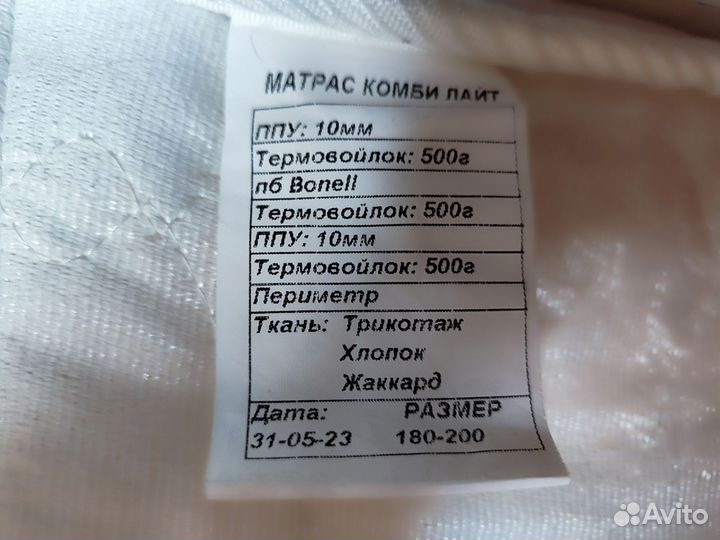 МАТРАС КОМБИ ЛАЙТ
ППУ: 10мм
Термовойлок: 500г
пб Bonell
Термовойлок: 500г
ППУ: 10мм
Термовойлок: 500г
Периметр
Ткань: Трикотаж
Хлопок
Жаккард
Дата: РАЗМЕР
31-05-23 180-200
Avito